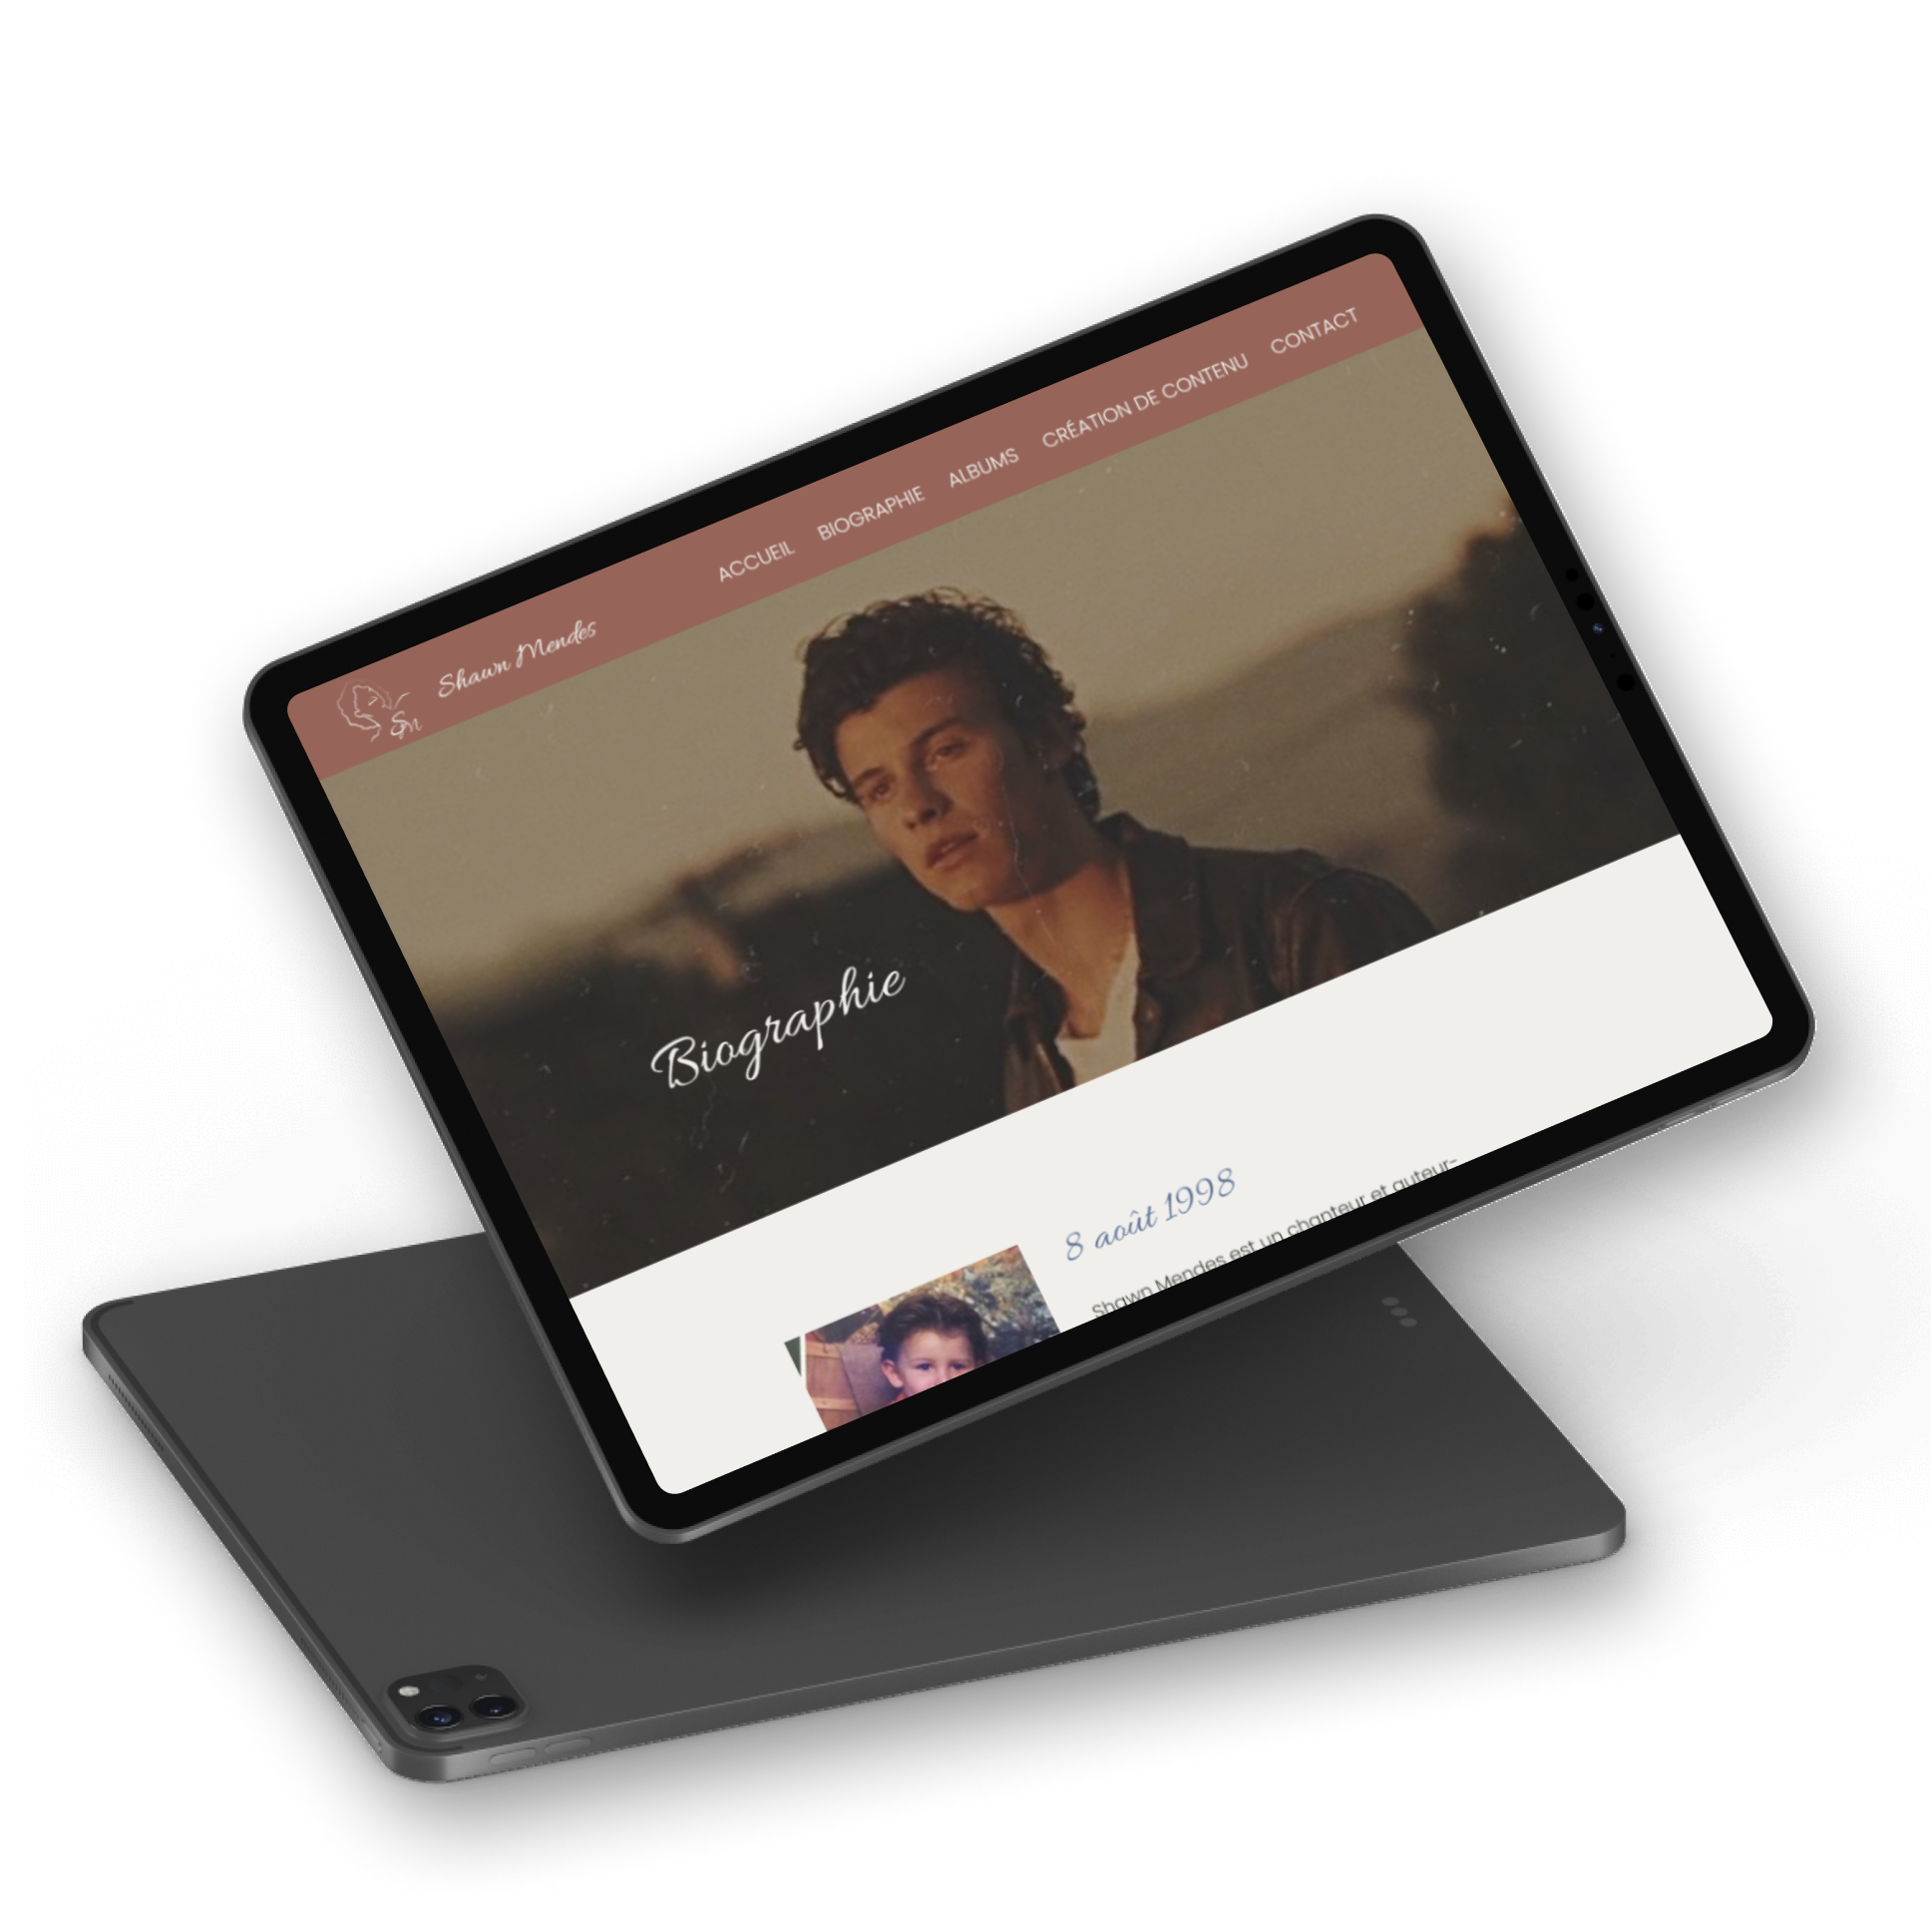 SM
Shawn Mendes
ACCUEIL BIOGRAPHIE ALBUMS CRÉATION DE CONTENU CONTACT
Biographie
8 août 1998
Shawn Mendes est un chanteur et auteur-